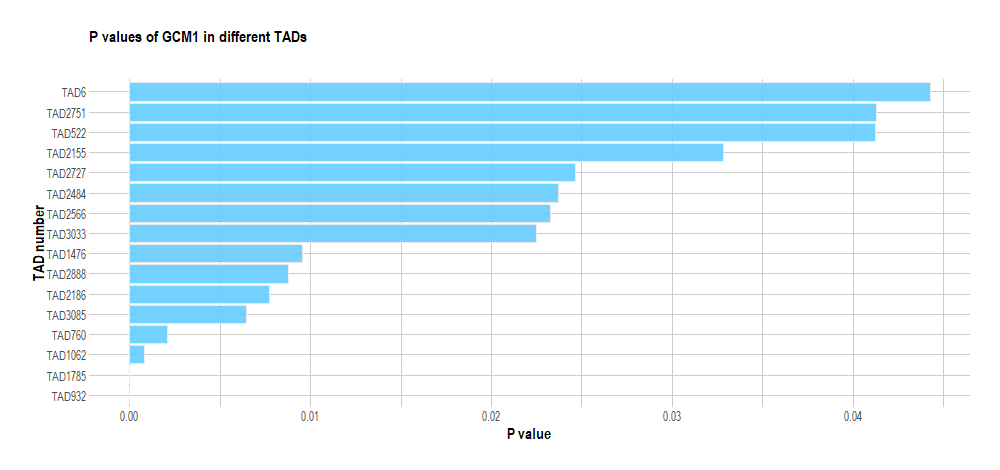 P values of GCM1 in different TADs
TAD number
TAD6
TAD2751
TAD522
TAD2155
TAD2727
TAD2484
TAD2566
TAD3033
TAD1476
TAD2888
TAD2186
TAD3085
TAD760
TAD1062
TAD1785
TAD932
0.00 0.01 0.02 0.03 0.04
P value